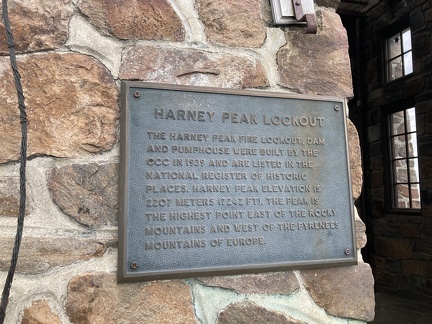 HARNEY PEAK LOOKOUT
THE HARNEY PEAK FIRE LOOKOUT, DAM
AND PUMPHOUSE WERE BUILT BY THE
CCC IN 1939 AND ARE LISTED IN THE
NATIONAL REGISTER OF HISTORIC
PLACES. HARNEY PEAK ELEVATION IS
2207 METERS (7242 FT). THE PEAK IS
THE HIGHEST POINT EAST OF THE ROCKY
MOUNTAINS AND WEST OF THE PYRENEES
MOUNTAINS OF EUROPE.